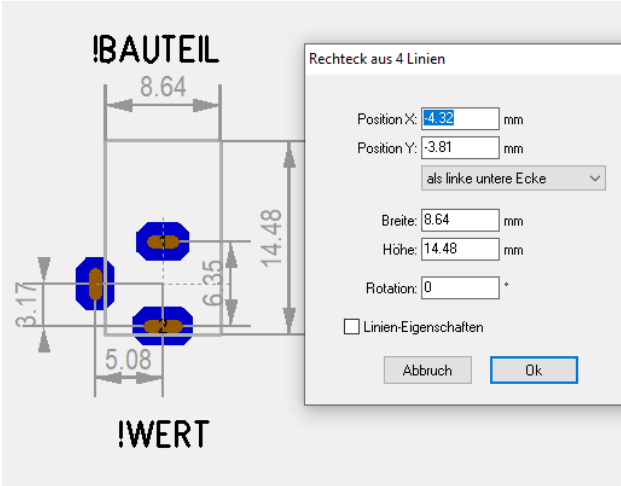 !BAUTEIL
8.64
14.48
6.35
3.17
5.08
2
!WERT
Rechteck aus 4 Linien
Position X: -4.32 mm
Position Y: -3.81 mm
als linke untere Ecke
Breite: 8.64 mm
Höhe: 14.48 mm
Rotation: 0 °
Linien-Eigenschaften
Abbruch
Ok